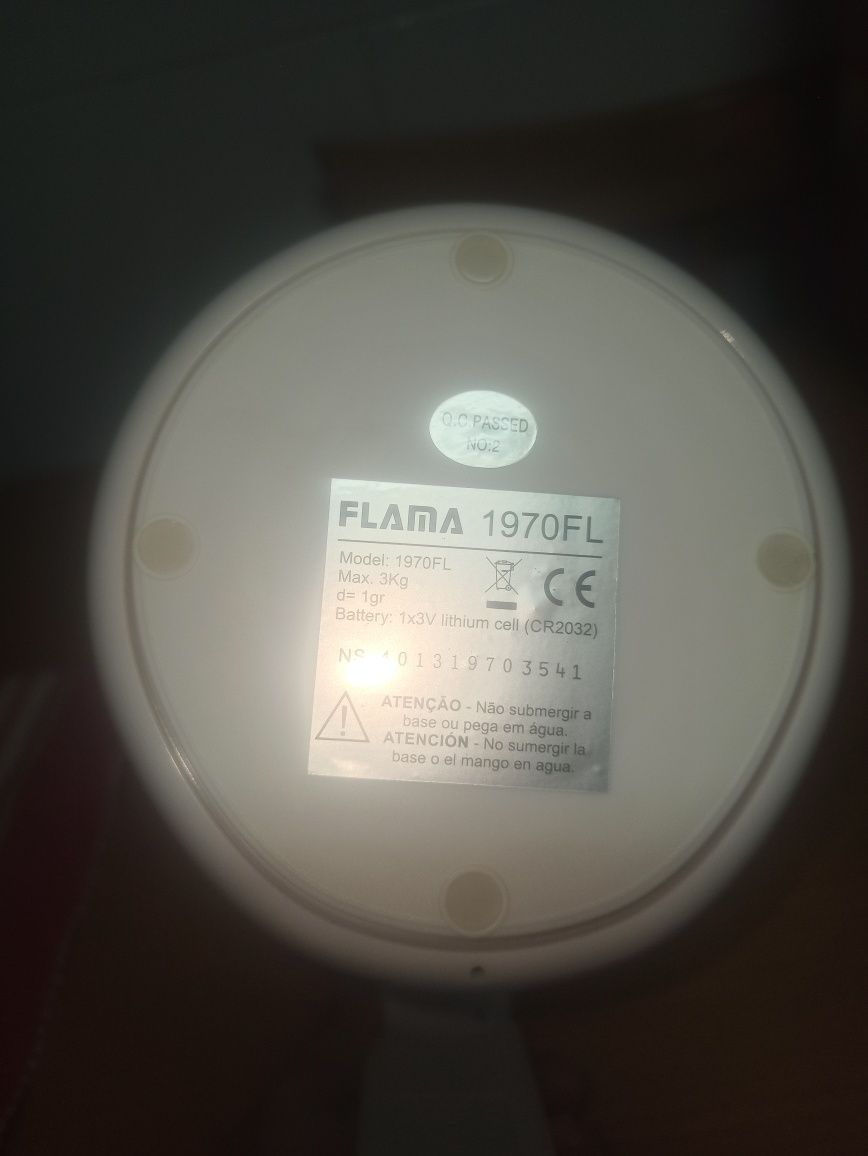 Q.C.PASSED
NO:2
FLAMA 1970FL
Model: 1970FL
Max. 3Kg
d= 1gr
Battery: 1x3V lithium cell (CR2032)
NS 101319703541
ATENÇÃO - Não submergir a
base ou pega em água.
ATENCIÓN - No sumergir la
base o el mango en agua.